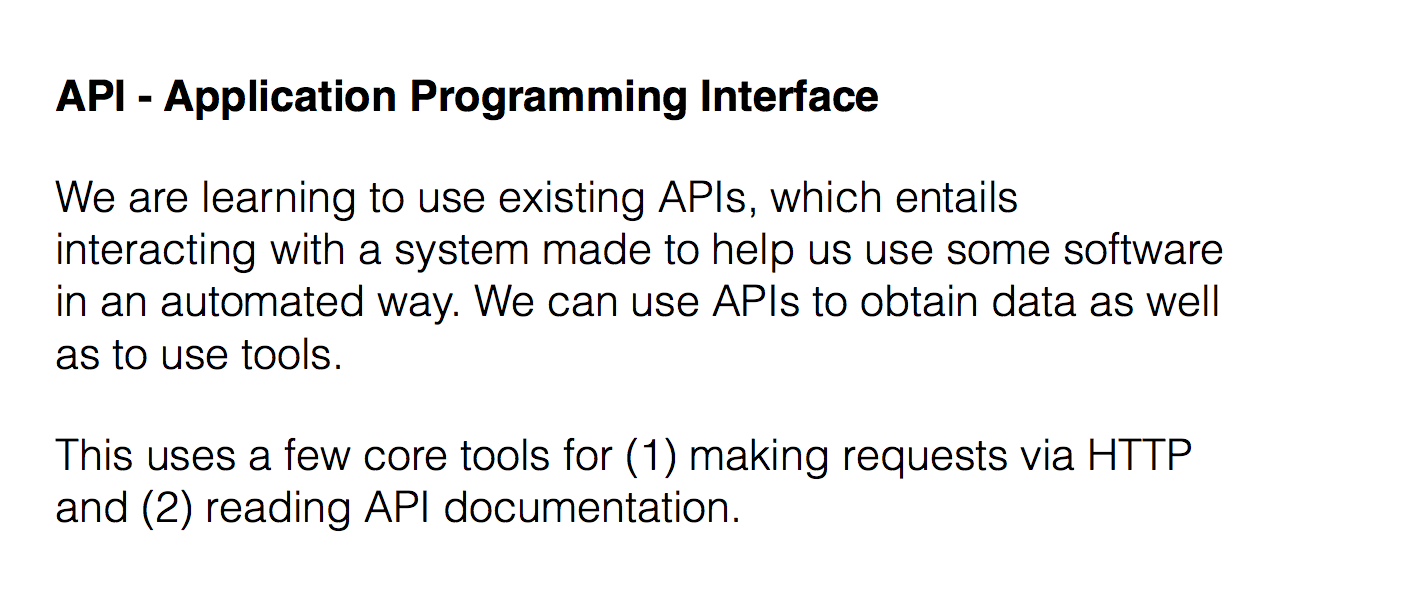 API - Application Programming Interface
We are learning to use existing APIs, which entails
interacting with a system made to help us use some software
in an automated way. We can use APIs to obtain data as well
as to use tools.
This uses a few core tools for (1) making requests via HTTP
and (2) reading API documentation.